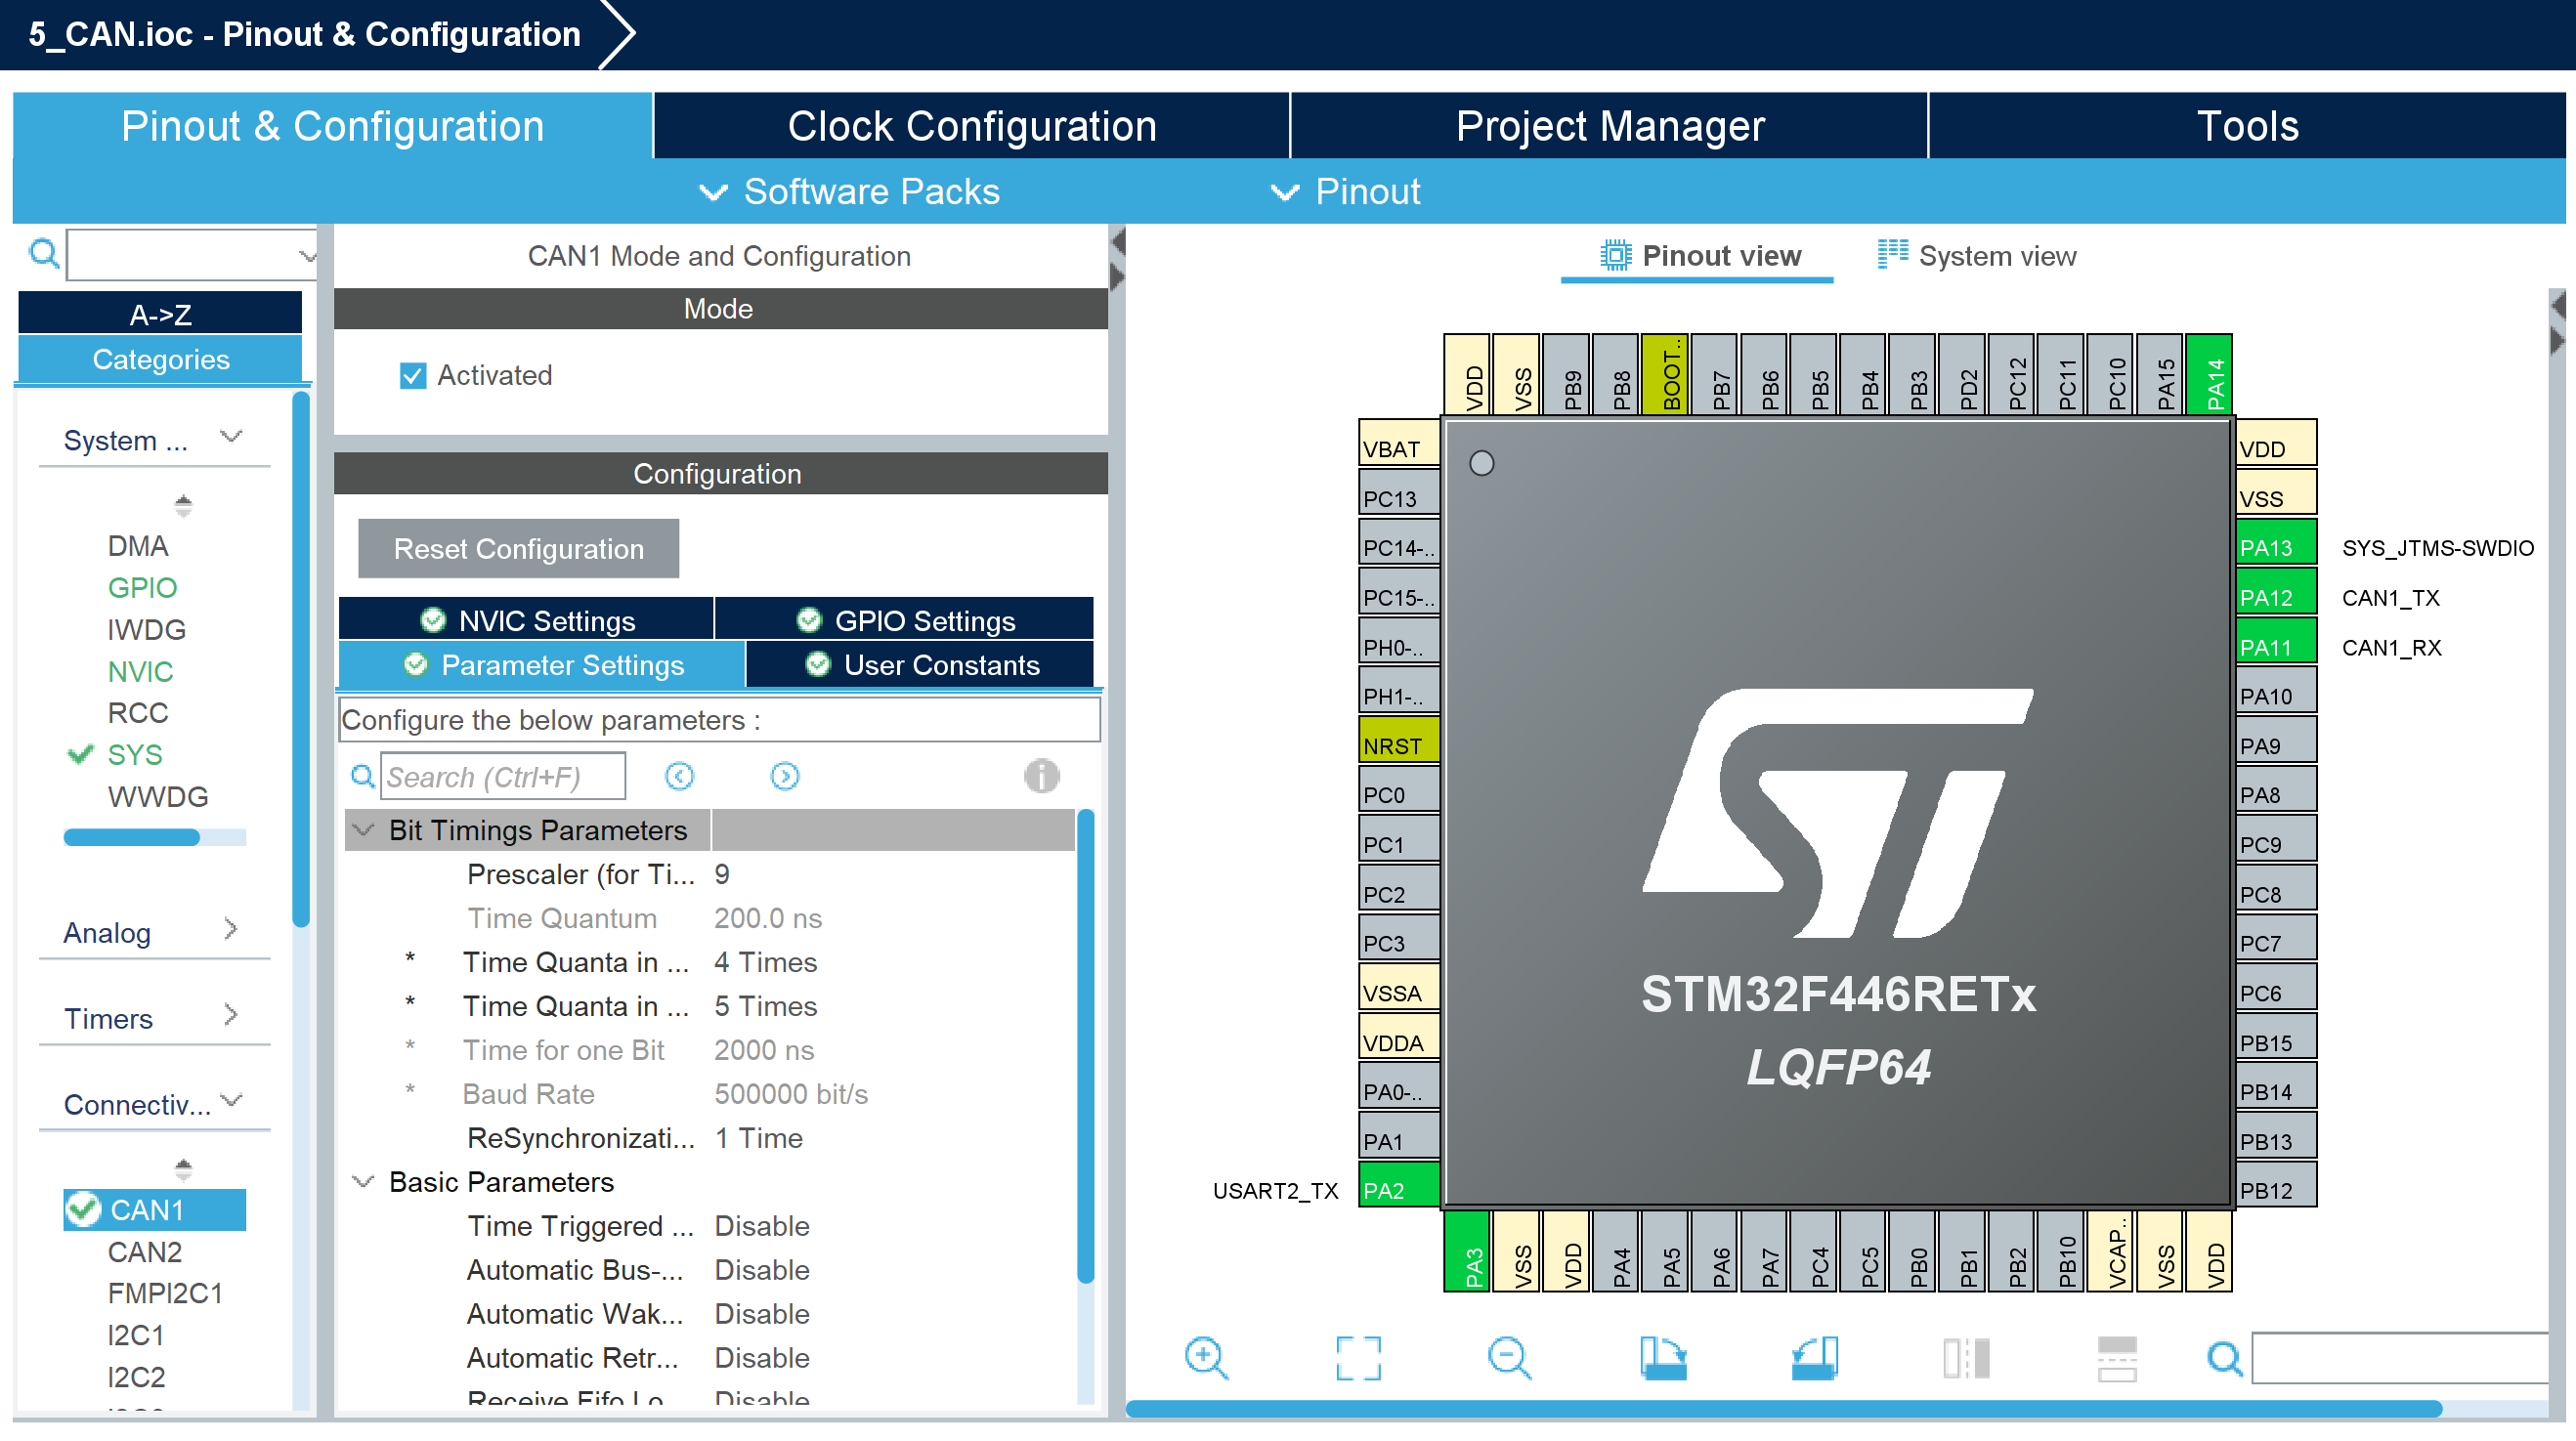 5_CAN.ioc - Pinout & Configuration
Pinout & Configuration
Clock Configuration
Project Manager
Tools
Software Packs
Pinout
A->Z
Categories
System ...
DMA
GPIO
IWDG
NVIC
RCC
SYS
WWDG
Analog
Timers
Connectiv...
CAN1
CAN2
FMPI2C1
I2C1
I2C2
CAN1 Mode and Configuration
Mode
Activated
Configuration
Reset Configuration
NVIC Settings
GPIO Settings
Parameter Settings
User Constants
Configure the below parameters :
Search (Ctrl+F)
Bit Timings Parameters
Prescaler (for Ti... 9
Time Quantum 200.0 ns
* Time Quanta in ... 4 Times
* Time Quanta in ... 5 Times
* Time for one Bit 2000 ns
* Baud Rate 500000 bit/s
ReSynchronizati... 1 Time
Basic Parameters
Time Triggered ... Disable
Automatic Bus-... Disable
Automatic Wak... Disable
Automatic Retr... Disable
Receive Fifo Lo Disable
Pinout view
System view
VDD
VSS
PB9
PB8
BOOT..
PB7
PB6
PB5
PB4
PB3
PD2
PC12
PC11
PC10
PA15
PA14
VBAT
PC13
PC14-..
PC15-..
PH0-..
PH1-..
NRST
PC0
PC1
PC2
PC3
VSSA
VDDA
PA0-..
PA1
USART2_TX PA2
STM32F446RETx
LQFP64
VDD
VSS
PA13 SYS_JTMS-SWDIO
PA12 CAN1_TX
PA11 CAN1_RX
PA10
PA9
PA8
PC9
PC8
PC7
PC6
PB15
PB14
PB13
PB12
PA3
VSS
VDD
PA4
PA5
PA6
PA7
PC4
PC5
PB0
PB1
PB2
PB10
VCAP..
VSS
VDD